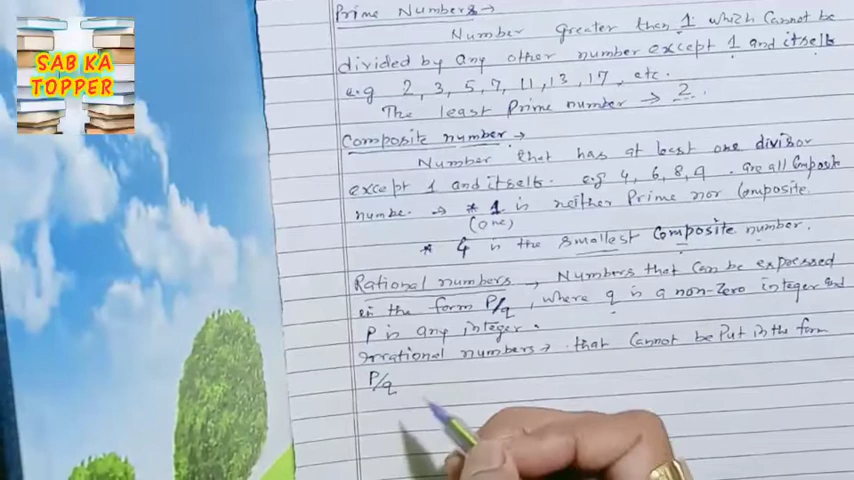 SAB KA
TOPPER
Prime Numbers →
Number greater then 1 which Cannot be
divided by any other number except 1 and itself
e.g 2, 3, 5, 7, 11, 13, 17, etc.
The least Prime number → 2.
Composite number →
Number that has at least one divisor
except 1 and itself. e.g 4, 6, 8, 9 . are all Composite
numbe. → * 1 is neither Prime nor Composite.
(One)
* 4 is the smallest Composite number.
Rational numbers → Numbers that can be expessed
in the form P/q, where q is a non-zero integer and
P is any integer.
Irrational numbers → that Cannot be Put in the form
P/q